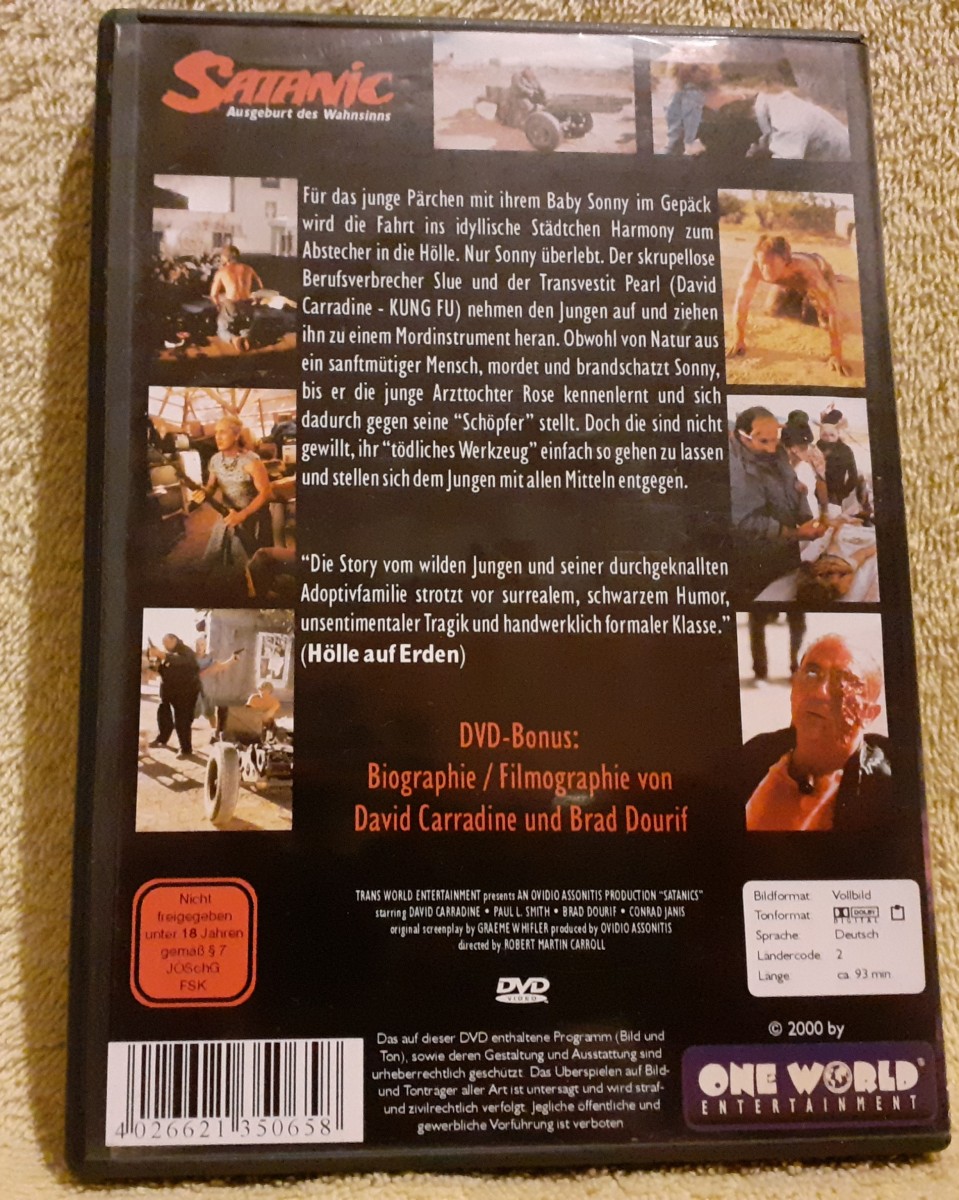 SATANIC
Ausgeburt des Wahnsinns
Für das junge Pärchen mit ihrem Baby Sonny im Gepäck
wird die Fahrt ins idyllische Städtchen Harmony zum
Abstecher in die Hölle. Nur Sonny überlebt. Der skrupellose
Berufsverbrecher Slue und der Transvestit Pearl (David
Carradine - KUNG FU) nehmen den Jungen auf und ziehen
ihn zu einem Mordinstrument heran. Obwohl von Natur aus
ein sanftmütiger Mensch, mordet und brandschatzt Sonny,
bis er die junge Arzttochter Rose kennenlernt und sich
dadurch gegen seine “Schöpfer” stellt. Doch die sind nicht
gewillt, ihr “tödliches Werkzeug” einfach so gehen zu lassen
und stellen sich dem Jungen mit allen Mitteln entgegen.
“Die Story vom wilden Jungen und seiner durchgeknallten
Adoptivfamilie strotzt vor surrealem, schwarzem Humor,
unsentimentaler Tragik und handwerklich formaler Klasse.”
(Hölle auf Erden)
DVD-Bonus:
Biographie / Filmographie von
David Carradine und Brad Dourif
Nicht
freigegeben
unter 18 Jahren
gemäß § 7
JÖSchG
FSK
TRANS WORLD ENTERTAINMENT presents AN OVIDIO ASSONITIS PRODUCTION “SATANICS”
starring DAVID CARRADINE • PAUL L. SMITH • BRAD DOURIF • CONRAD JANIS
original screenplay by GRAEME WHIFLER produced by OVIDIO ASSONITIS
directed by ROBERT MARTIN CARROLL
DVD
VIDEO
Bildformat Vollbild
Tonformat DOLBY DIGITAL
Sprache: Deutsch
Ländercode 2
Länge: ca. 93 min.
© 2000 by
ONE WORLD®
ENTERTAINMENT
Das auf dieser DVD enthaltene Programm (Bild und
Ton), sowie deren Gestaltung und Ausstattung sind
urheberrechtlich geschützt. Das Überspielen auf Bild-
und Tonträger aller Art ist untersagt und wird straf-
und zivilrechtlich verfolgt. Jegliche öffentliche und
gewerbliche Vorführung ist verboten
4 026621 350658